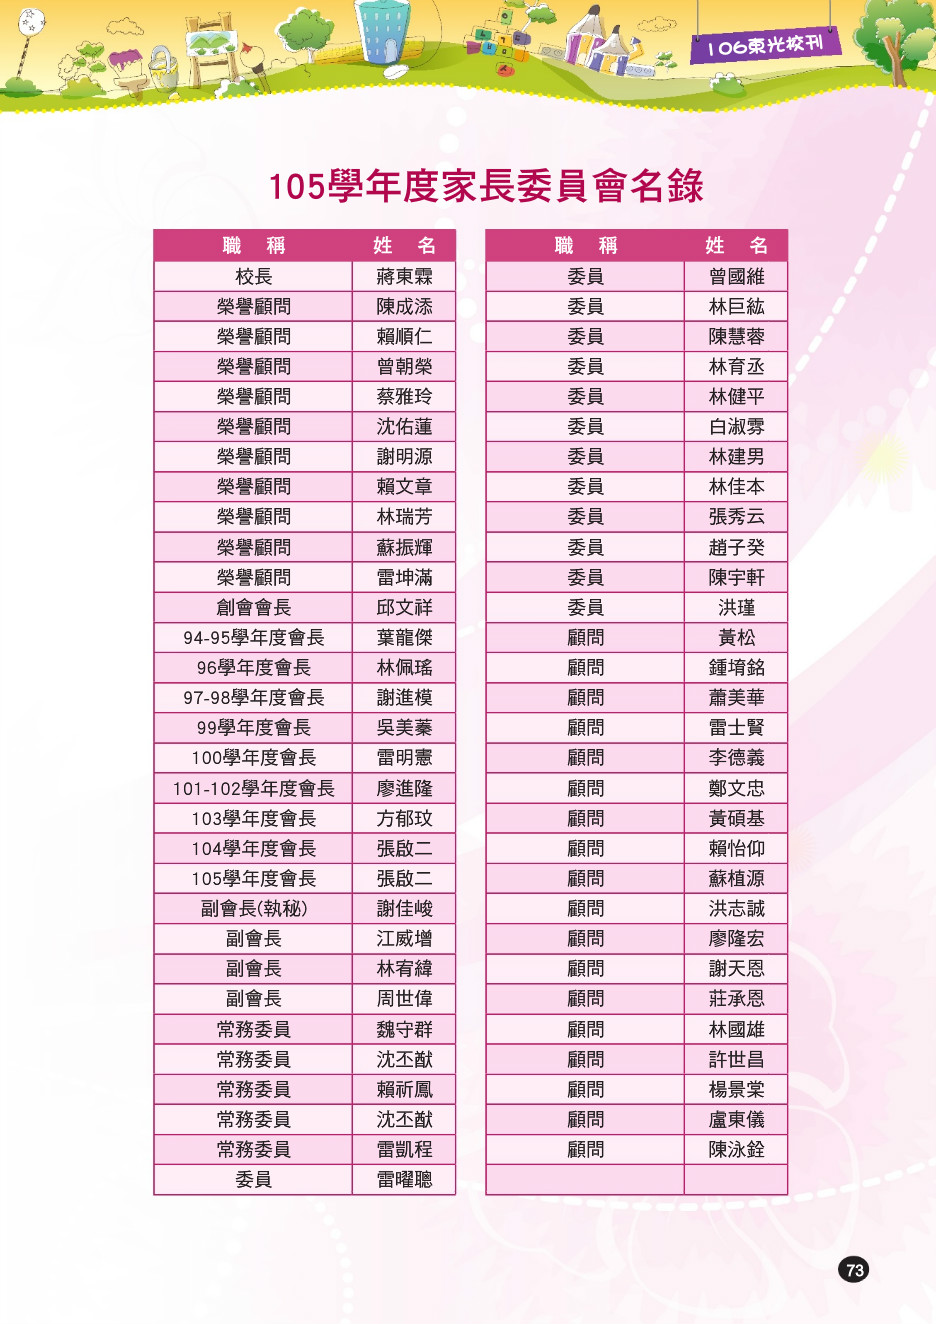 106東光校刊
105學年度家長委員會名錄
職 稱 姓 名
校長 蔣東霖
榮譽顧問 陳成添
榮譽顧問 賴順仁
榮譽顧問 曾朝榮
榮譽顧問 蔡雅玲
榮譽顧問 沈佑蓮
榮譽顧問 謝明源
榮譽顧問 賴文章
榮譽顧問 林瑞芳
榮譽顧問 蘇振輝
榮譽顧問 雷坤滿
創會會長 邱文祥
94-95學年度會長 葉龍傑
96學年度會長 林佩瑤
97-98學年度會長 謝進模
99學年度會長 吳美蓁
100學年度會長 雷明憲
101-102學年度會長 廖進隆
103學年度會長 方郁玟
104學年度會長 張啟二
105學年度會長 張啟二
副會長(執秘) 謝佳峻
副會長 江威增
副會長 林宥緯
副會長 周世偉
常務委員 魏守群
常務委員 沈丕猷
常務委員 賴祈鳳
常務委員 沈丕猷
常務委員 雷凱程
委員 雷曜聰
職 稱 姓 名
委員 曾國維
委員 林巨紘
委員 陳慧蓉
委員 林育丞
委員 林健平
委員 白淑雰
委員 林建男
委員 林佳本
委員 張秀云
委員 趙子癸
委員 陳宇軒
委員 洪瑾
顧問 黃松
顧問 鍾堉銘
顧問 蕭美華
顧問 雷士賢
顧問 李德義
顧問 鄭文忠
顧問 黃碩基
顧問 賴怡仰
顧問 蘇植源
顧問 洪志誠
顧問 廖隆宏
顧問 謝天恩
顧問 莊承恩
顧問 林國雄
顧問 許世昌
顧問 楊景棠
顧問 盧東儀
顧問 陳泳銓
73